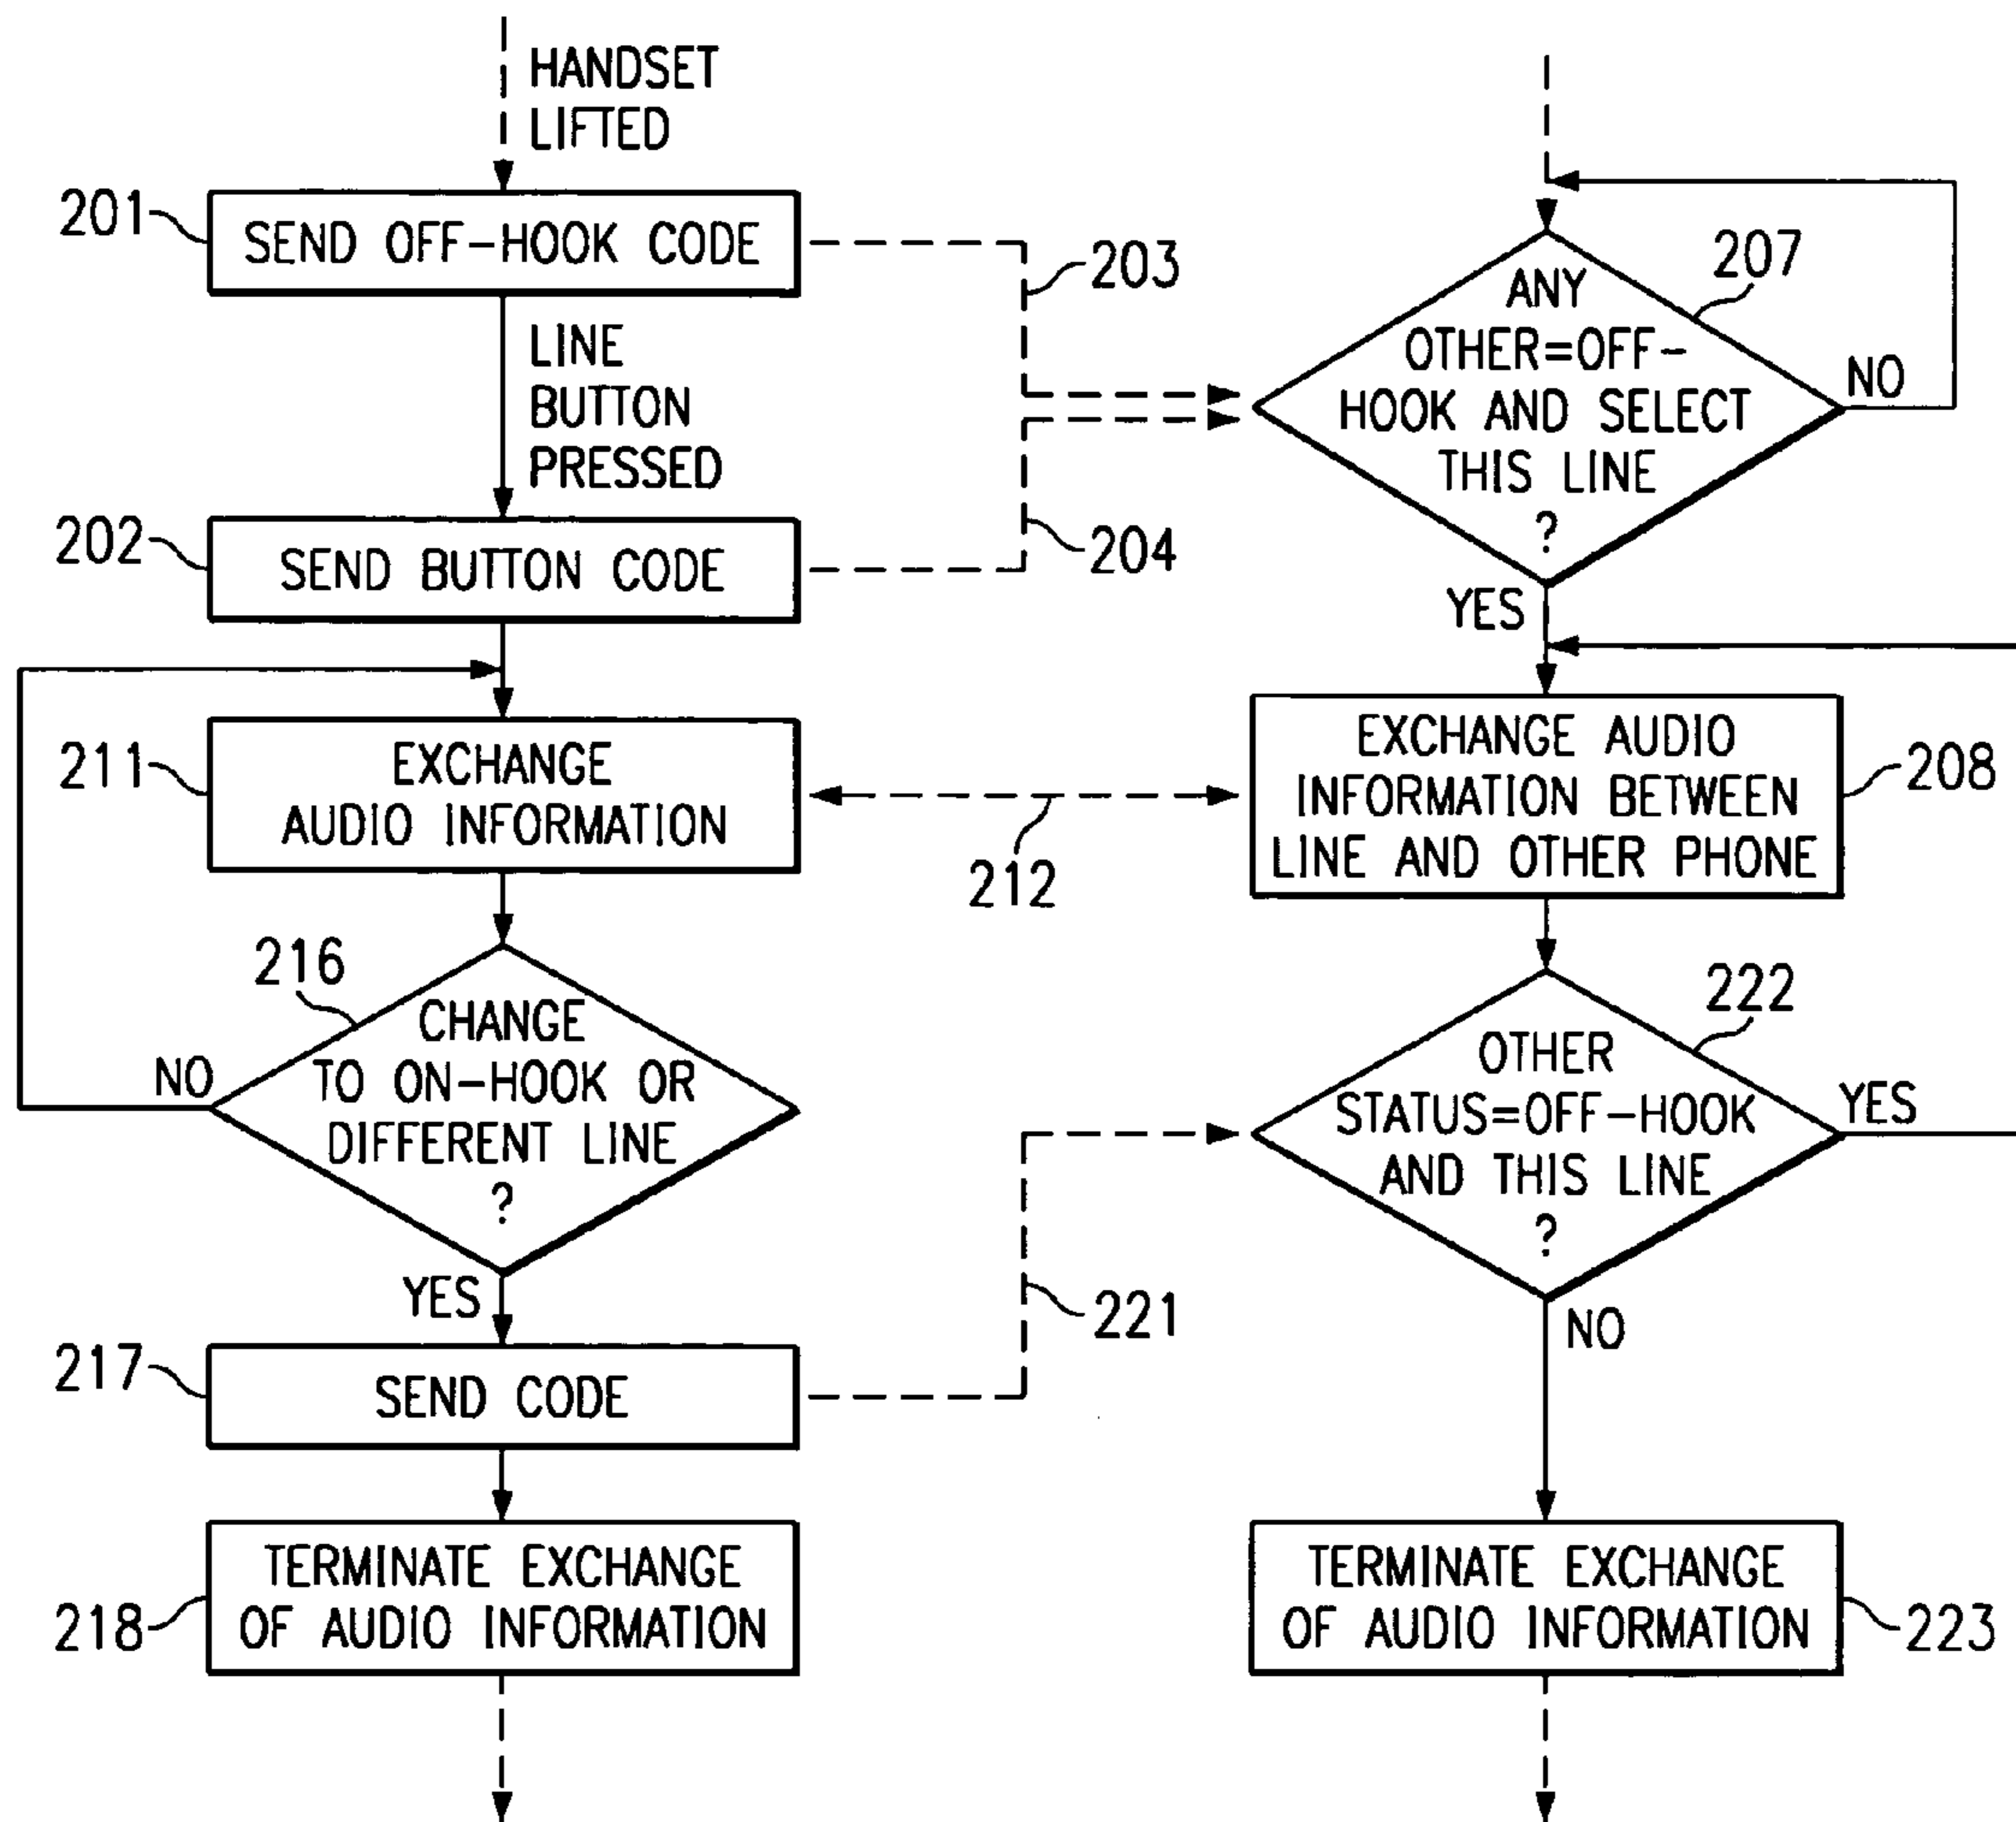 HANDSET
LIFTED
201
SEND OFF-HOOK CODE
LINE
BUTTON
PRESSED
202
SEND BUTTON CODE
203
204
207
ANY
OTHER=OFF-
HOOK AND SELECT
THIS LINE
?
NO
YES
211
EXCHANGE
AUDIO INFORMATION
212
EXCHANGE AUDIO
INFORMATION BETWEEN
LINE AND OTHER PHONE
208
216
CHANGE
TO ON-HOOK OR
DIFFERENT LINE
?
NO
YES
222
OTHER
STATUS=OFF-HOOK
AND THIS LINE
?
YES
NO
217
SEND CODE
221
218
TERMINATE EXCHANGE
OF AUDIO INFORMATION
TERMINATE EXCHANGE
OF AUDIO INFORMATION
223